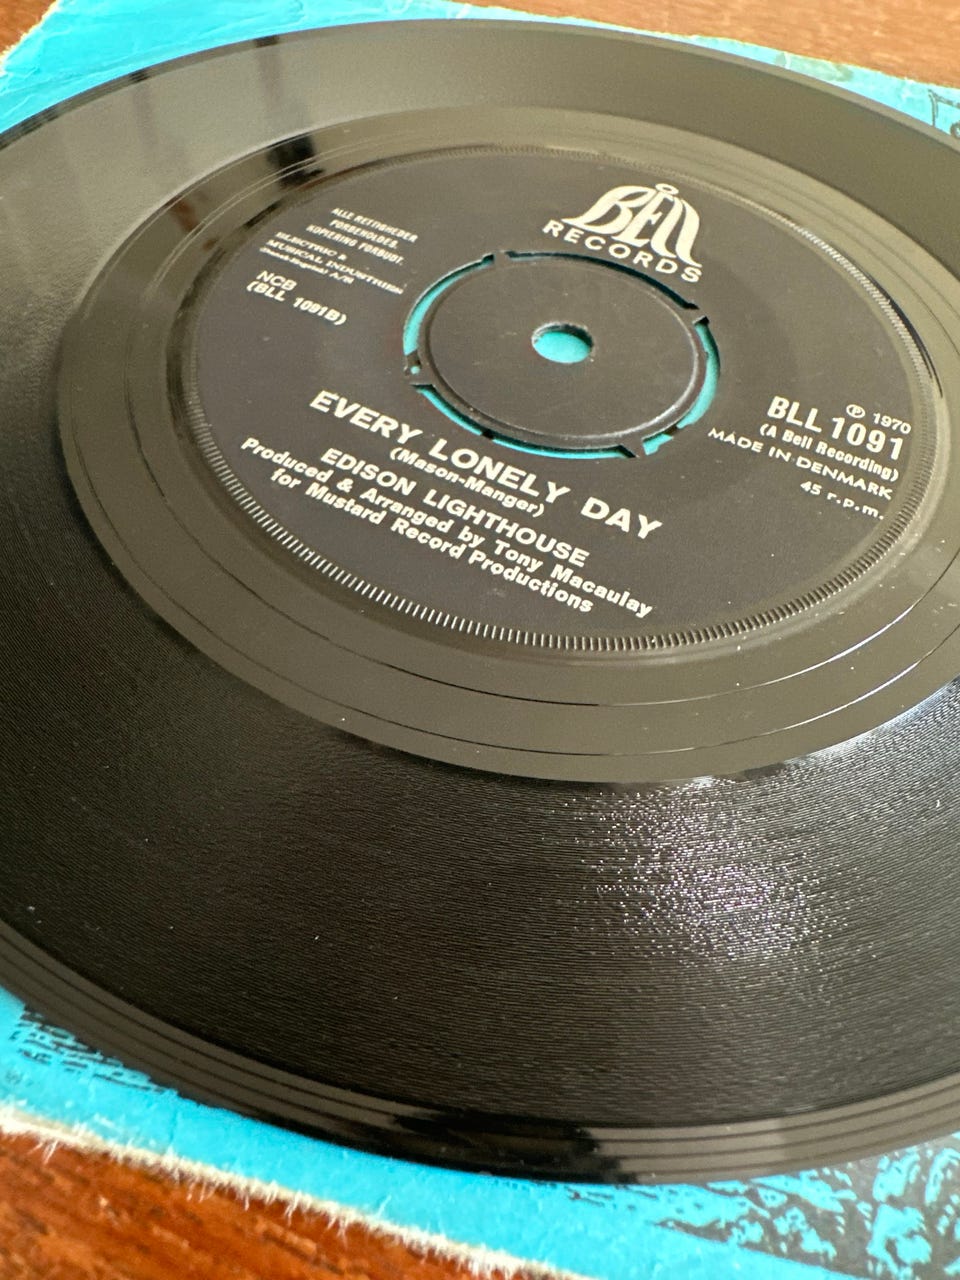 BELL
RECORDS
ALLE RETTIGHEDER
FORBEHOLDES.
KOPIERING FORBUDT.
ELECTRIC &
MUSICAL INDUSTRIES
(Dansk-Engelsk) A/S
NCB
(BLL 1091B)
℗ 1970
BLL 1091
(A Bell Recording)
MADE IN DENMARK
45 r.p.m.
EVERY LONELY DAY
(Mason-Manger)
EDISON LIGHTHOUSE
Produced & Arranged by Tony Macaulay
for Mustard Record Productions